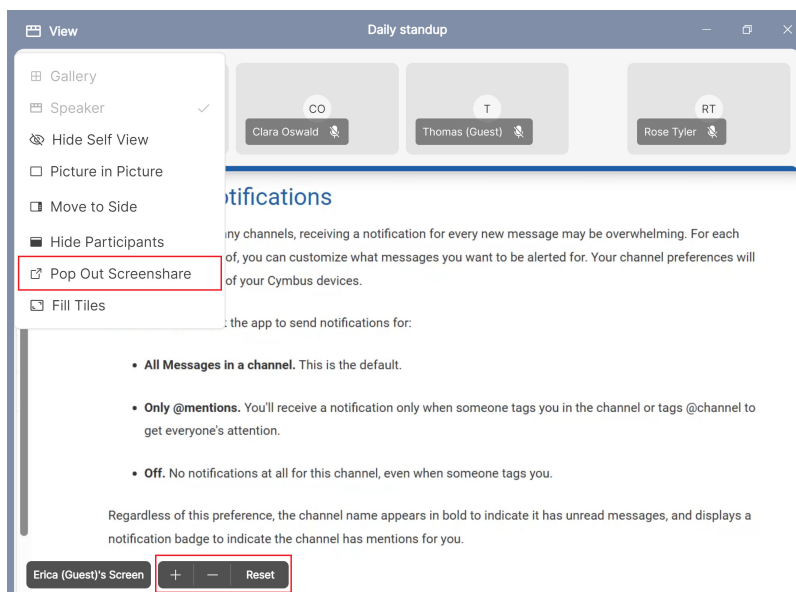 View
Daily standup
Gallery
Speaker
Hide Self View
Picture in Picture
Move to Side
Hide Participants
Pop Out Screenshare
Fill Tiles
CO
Clara Oswald
T
Thomas (Guest)
RT
Rose Tyler
tifications
channels, receiving a notification for every new message may be overwhelming. For each
of, you can customize what messages you want to be alerted for. Your channel preferences will
of your Cymbus devices.
the app to send notifications for:
• All Messages in a channel. This is the default.
• Only @mentions. You'll receive a notification only when someone tags you in the channel or tags @channel to
get everyone's attention.
• Off. No notifications at all for this channel, even when someone tags you.
Regardless of this preference, the channel name appears in bold to indicate it has unread messages, and displays a
notification badge to indicate the channel has mentions for you.
Erica (Guest)'s Screen
+ — Reset